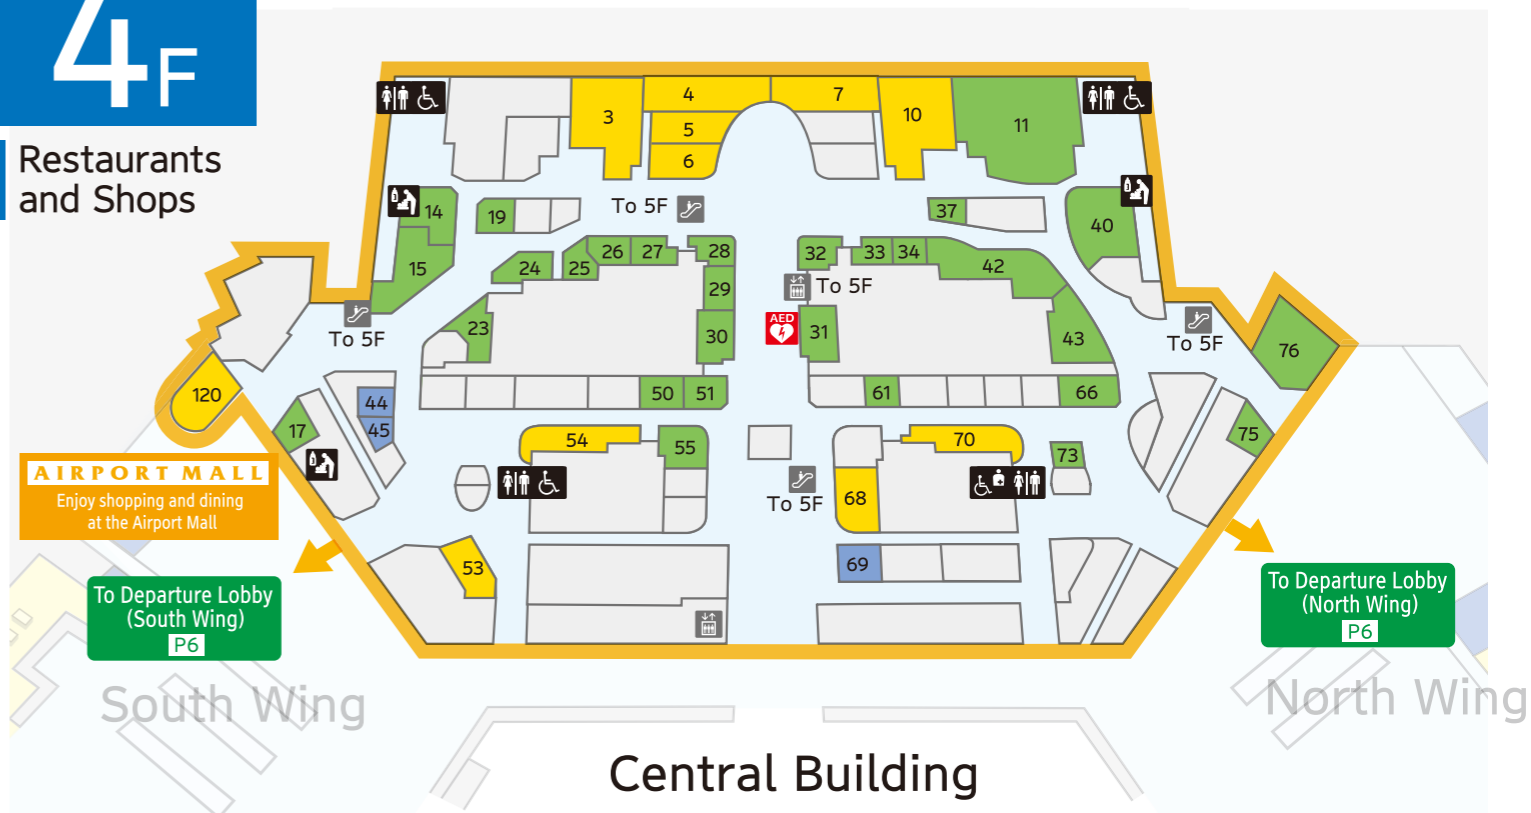 4F
Restaurants
and Shops
3
4
5
6
7
10
11
14
15
19
To 5F
37
40
24
25
26
27
28
29
30
23
32
33
34
42
To 5F
AED
31
43
To 5F
To 5F
76
120
17
44
45
50
51
61
66
75
54
55
70
73
68
To 5F
53
69
AIRPORT MALL
Enjoy shopping and dining
at the Airport Mall
To Departure Lobby
(South Wing)
P6
To Departure Lobby
(North Wing)
P6
South Wing
North Wing
Central Building